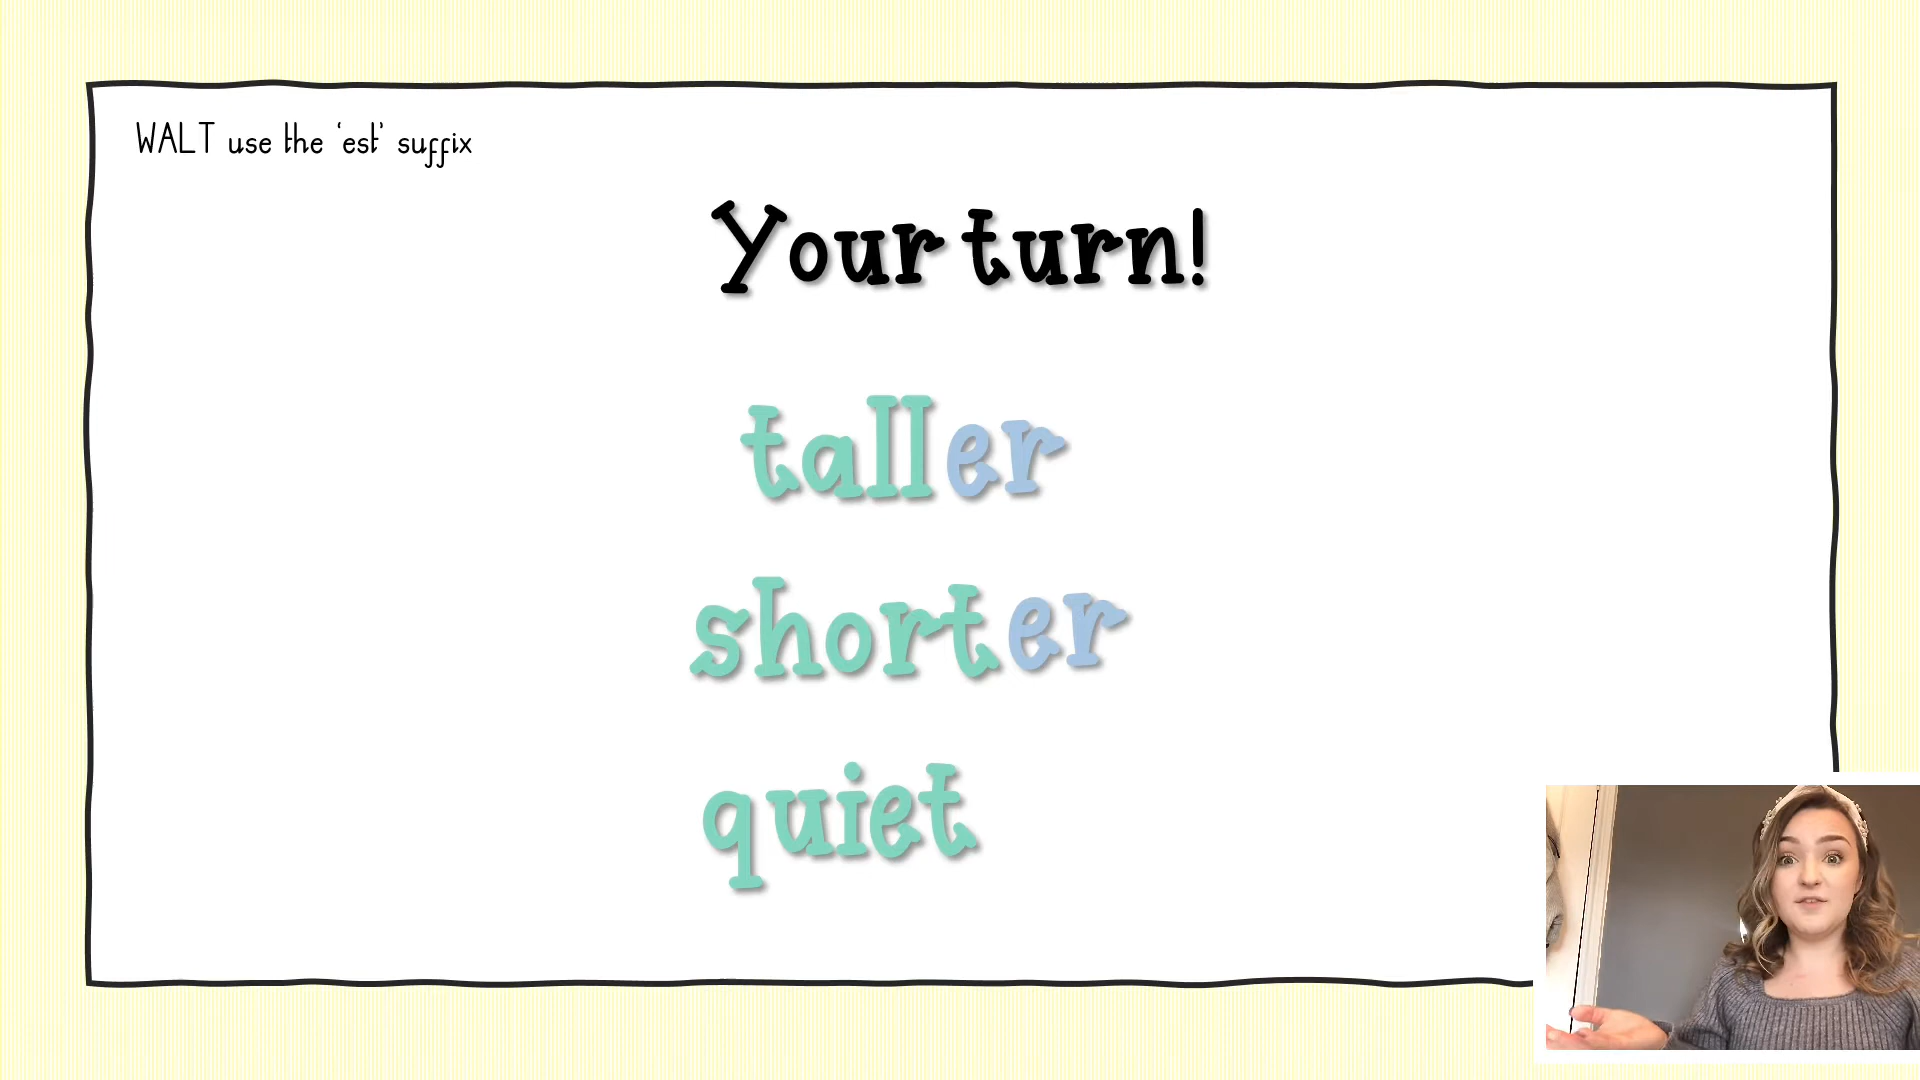 WALT use the ‘est’ suffix
Your turn!
taller
shorter
quiet